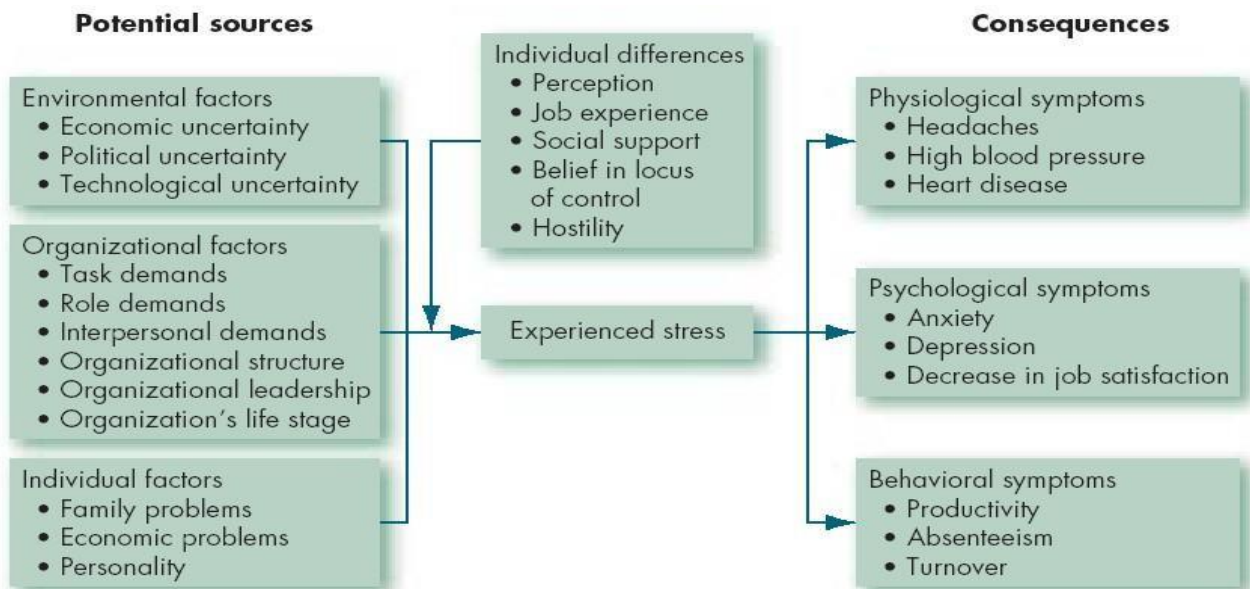 Potential sources
Consequences
Environmental factors
• Economic uncertainty
• Political uncertainty
• Technological uncertainty
Organizational factors
• Task demands
• Role demands
• Interpersonal demands
• Organizational structure
• Organizational leadership
• Organization's life stage
Individual factors
• Family problems
• Economic problems
• Personality
Individual differences
• Perception
• Job experience
• Social support
• Belief in locus
of control
• Hostility
Experienced stress
Physiological symptoms
• Headaches
• High blood pressure
• Heart disease
Psychological symptoms
• Anxiety
• Depression
• Decrease in job satisfaction
Behavioral symptoms
• Productivity
• Absenteeism
• Turnover